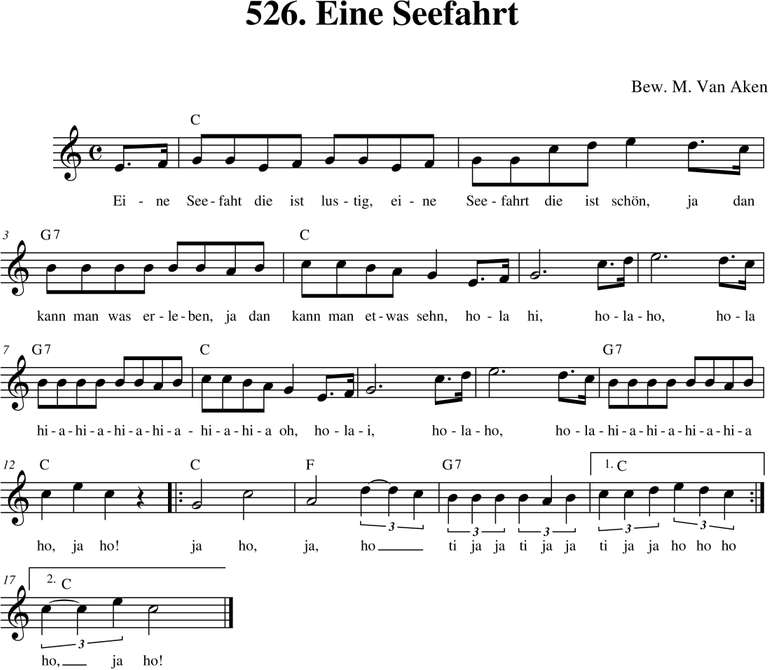 526. Eine Seefahrt
Bew. M. Van Aken
C
Ei - ne See - faht die ist lus - tig, ei - ne See - fahrt die ist schön, ja dan
3 G7 C
kann man was er - le - ben, ja dan kann man et - was sehn, ho - la hi, ho - la - ho, ho - la
7 G7 C G7
hi - a - hi - a - hi - a - hi - a - hi - a - hi - a oh, ho - la - i, ho - la - ho, ho - la - hi - a - hi - a - hi - a - hi - a
12 C C F G7 1. C
3 3 3 3 3
ho, ja ho! ja ho, ja, ho ti ja ja ti ja ja ti ja ja ho ho ho
17 2. C
3
ho, ja ho!